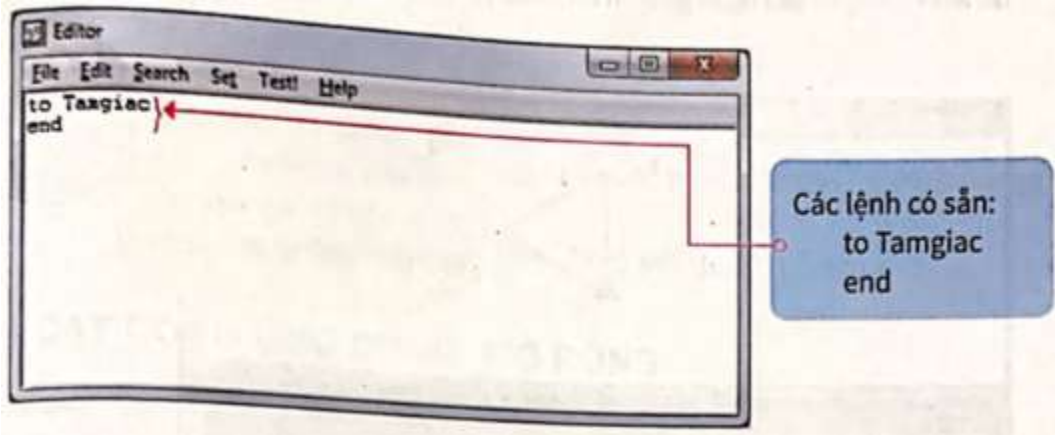 Editor
File Edit Search Set Test! Help
to Tamgiac
end
Các lệnh có sẵn:
to Tamgiac
end